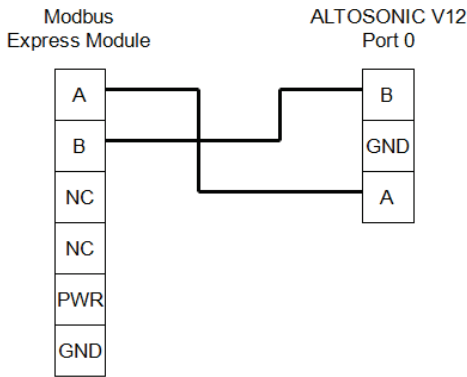 Modbus
Express Module
A
B
NC
NC
PWR
GND
ALTOSONIC V12
Port 0
B
GND
A